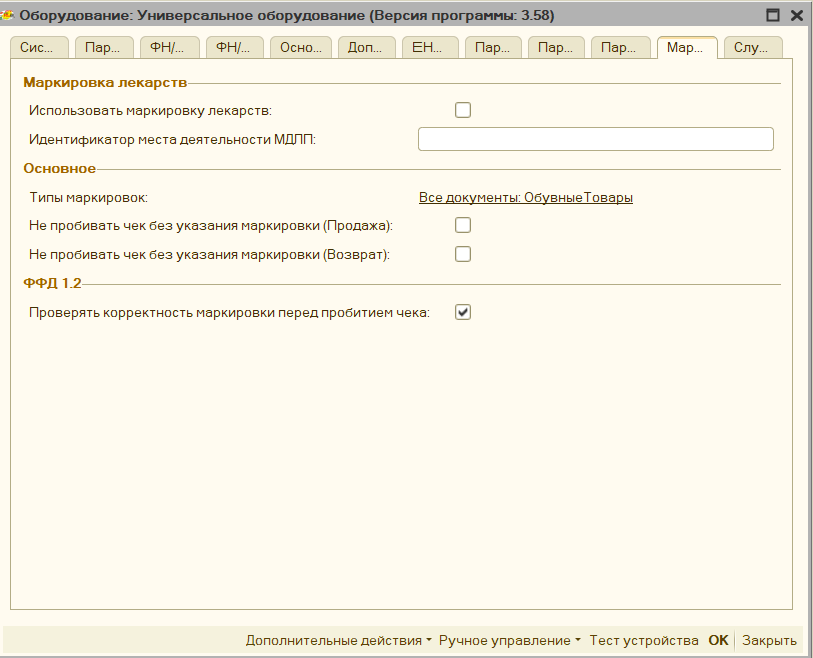 Оборудование: Универсальное оборудование (Версия программы: 3.58)
Сис... Пар... ФН/... ФН/... Осно... Доп... ЕН... Пар... Пар... Пар... Мар... Слу...
Маркировка лекарств
Использовать маркировку лекарств:
Идентификатор места деятельности МДЛП:
Основное
Типы маркировок: Все документы: ОбувныеТовары
Не пробивать чек без указания маркировки (Продажа):
Не пробивать чек без указания маркировки (Возврат):
ФФД 1.2
Проверять корректность маркировки перед пробитием чека:
Дополнительные действия Ручное управление Тест устройства ОК Закрыть